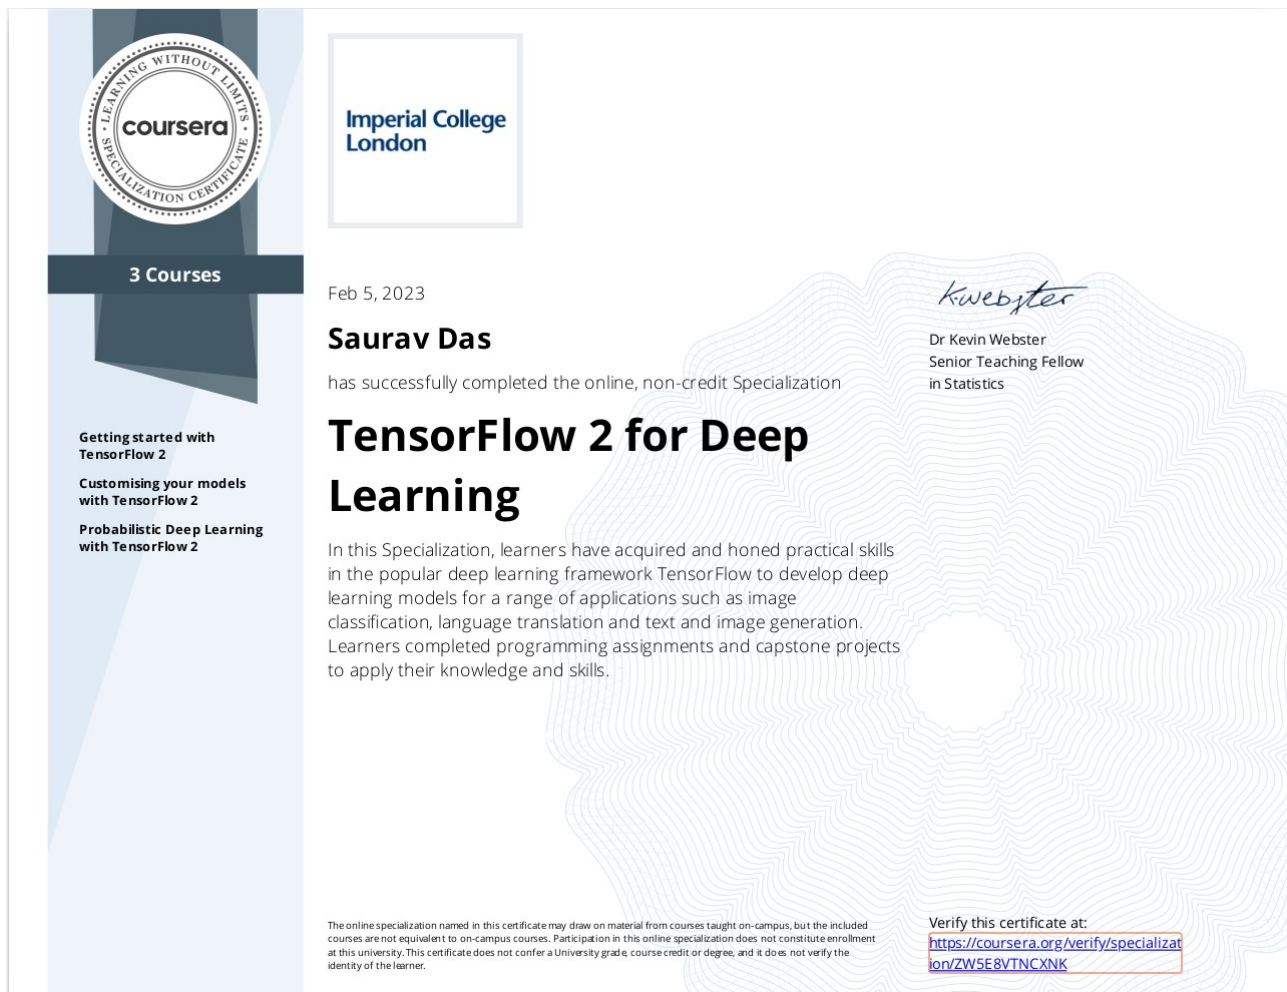 LEARNING WITHOUT LIMITS
coursera
SPECIALIZATION CERTIFICATE
3 Courses
Getting started with
TensorFlow 2
Customising your models
with TensorFlow 2
Probabilistic Deep Learning
with TensorFlow 2
Imperial College
London
Feb 5, 2023
Saurav Das
has successfully completed the online, non-credit Specialization
TensorFlow 2 for Deep
Learning
In this Specialization, learners have acquired and honed practical skills
in the popular deep learning framework TensorFlow to develop deep
learning models for a range of applications such as image
classification, language translation and text and image generation.
Learners completed programming assignments and capstone projects
to apply their knowledge and skills.
Kwebster
Dr Kevin Webster
Senior Teaching Fellow
in Statistics
The online specialization named in this certificate may draw on material from courses taught on-campus, but the included
courses are not equivalent to on-campus courses. Participation in this online specialization does not constitute enrollment
at this university. This certificate does not confer a University grade, course credit or degree, and it does not verify the
identity of the learner.
Verify this certificate at:
https://coursera.org/verify/specializat
ion/ZW5E8VTNCXNK